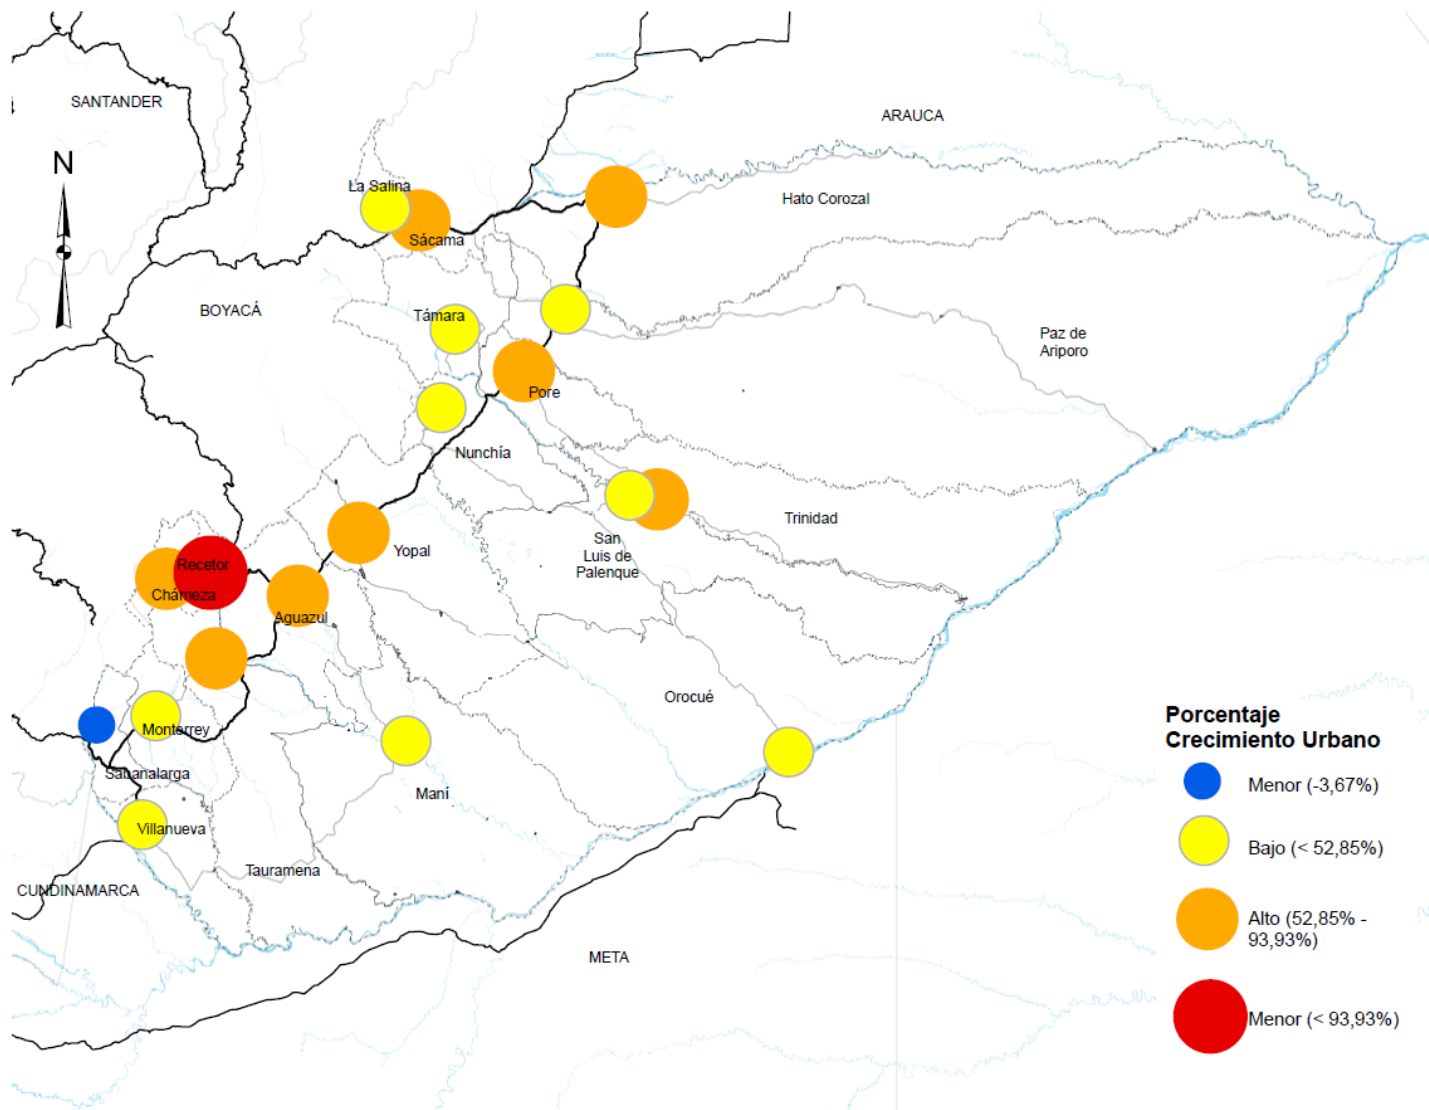 SANTANDER
ARAUCA
N
La Salina
Hato Corozal
Sácama
BOYACÁ
Támara
Paz de
Ariporo
Pore
Nunchía
Trinidad
San
Luis de
Palenque
Yopal
Recetor
Chámeza
Aguazul
Orocué
Monterrey
Sabanalarga
Maní
Villanueva
Tauramena
CUNDINAMARCA
META
Porcentaje
Crecimiento Urbano
Menor (-3,67%)
Bajo (< 52,85%)
Alto (52,85% -
93,93%)
Menor (< 93,93%)